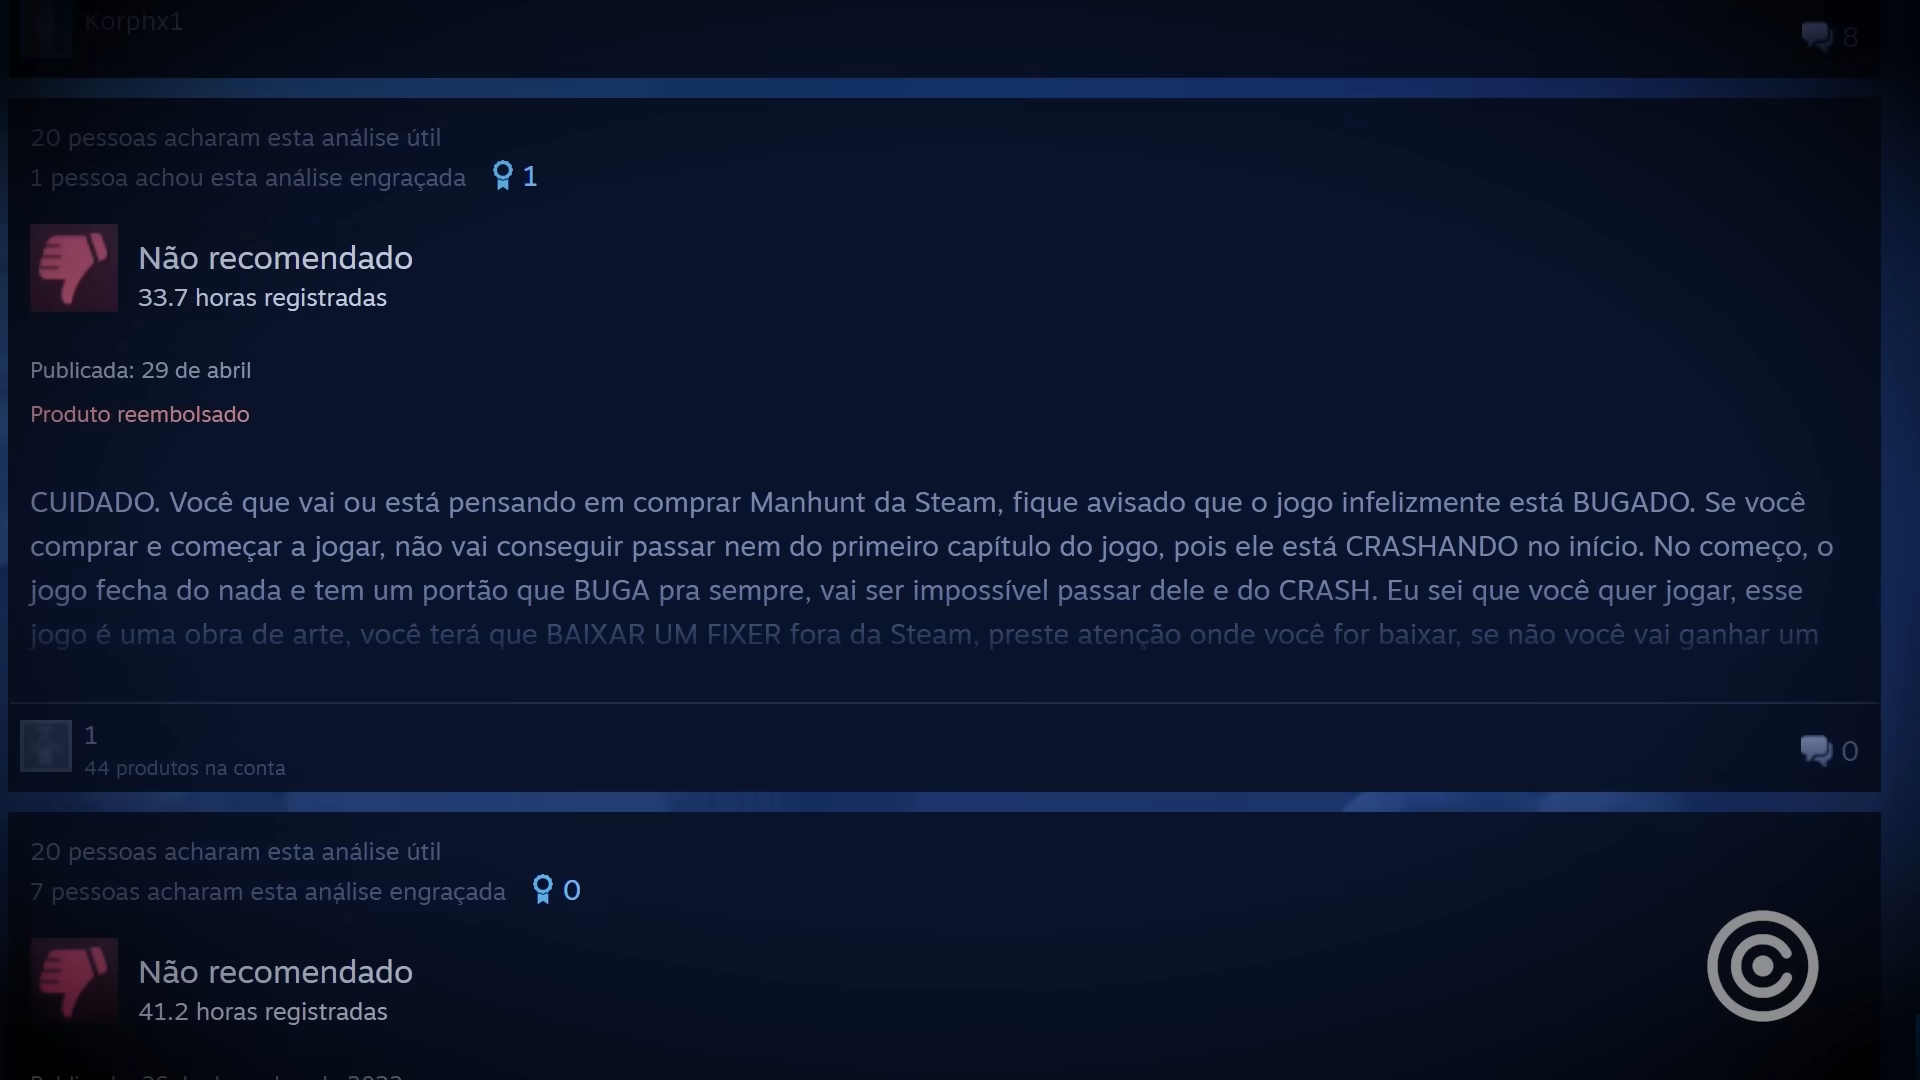 Korphx1
8
20 pessoas acharam esta análise útil
1 pessoa achou esta análise engraçada 1
Não recomendado
33.7 horas registradas
Publicada: 29 de abril
Produto reembolsado
CUIDADO. Você que vai ou está pensando em comprar Manhunt da Steam, fique avisado que o jogo infelizmente está BUGADO. Se você
comprar e começar a jogar, não vai conseguir passar nem do primeiro capítulo do jogo, pois ele está CRASHANDO no início. No começo, o
jogo fecha do nada e tem um portão que BUGA pra sempre, vai ser impossível passar dele e do CRASH. Eu sei que você quer jogar, esse
jogo é uma obra de arte, você terá que BAIXAR UM FIXER fora da Steam, preste atenção onde você for baixar, se não você vai ganhar um
1
44 produtos na conta
0
20 pessoas acharam esta análise útil
7 pessoas acharam esta análise engraçada 0
Não recomendado
41.2 horas registradas